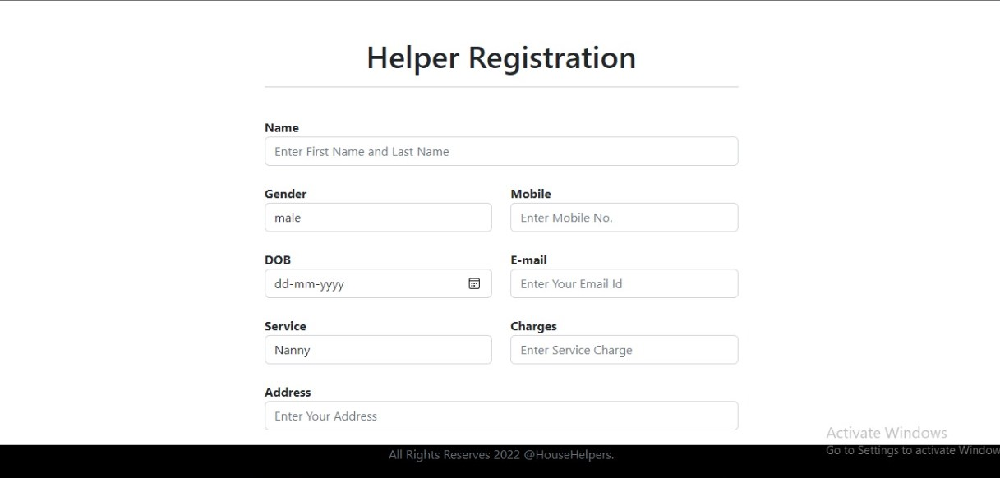 Helper Registration
Name
Enter First Name and Last Name
Gender
Mobile
male
Enter Mobile No.
DOB
E-mail
dd-mm-yyyy
Enter Your Email Id
Service
Charges
Nanny
Enter Service Charge
Address
Enter Your Address
Activate Windows
Go to Settings to activate Window
All Rights Reserves 2022 @HouseHelpers.